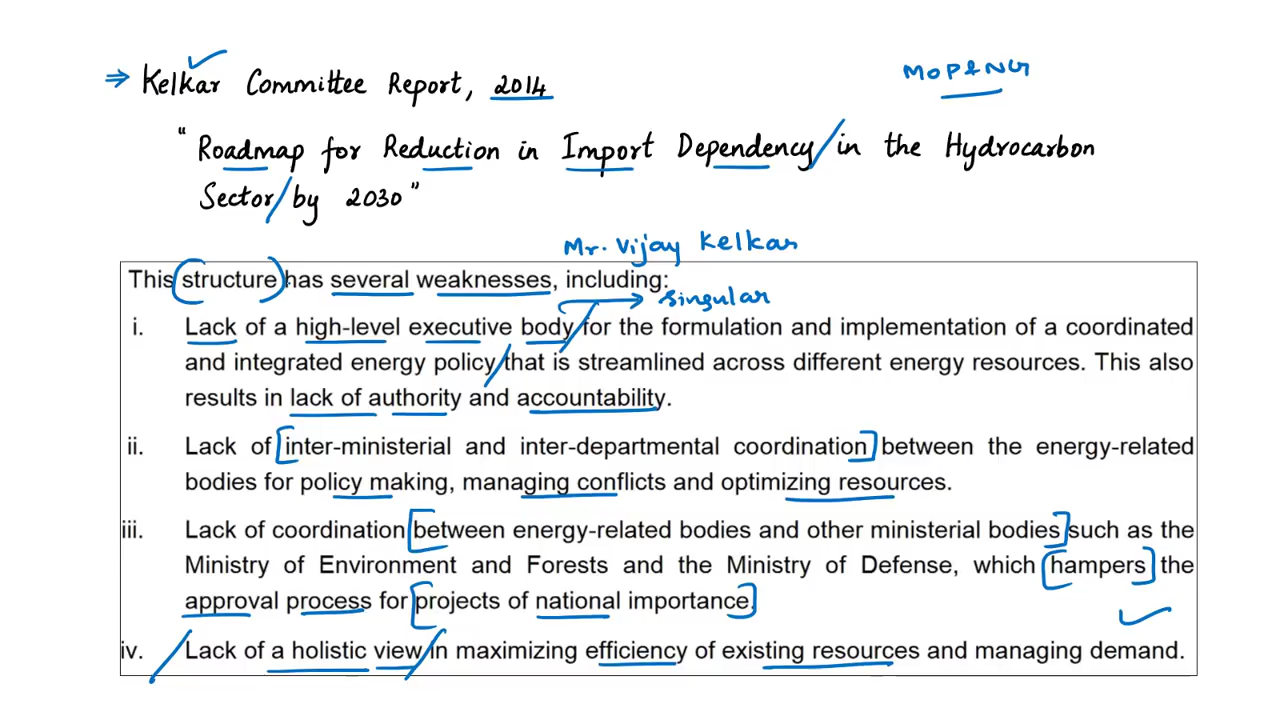 ⇒ Kelkar Committee Report, 2014
MOP&NG
"Roadmap for Reduction in Import Dependency in the Hydrocarbon
Sector by 2030"
Mr. Vijay Kelkar
This structure has several weaknesses, including:
singular
i. Lack of a high-level executive body for the formulation and implementation of a coordinated
and integrated energy policy that is streamlined across different energy resources. This also
results in lack of authority and accountability.
ii. Lack of inter-ministerial and inter-departmental coordination between the energy-related
bodies for policy making, managing conflicts and optimizing resources.
iii. Lack of coordination between energy-related bodies and other ministerial bodies such as the
Ministry of Environment and Forests and the Ministry of Defense, which hampers the
approval process for projects of national importance.
iv. Lack of a holistic view in maximizing efficiency of existing resources and managing demand.